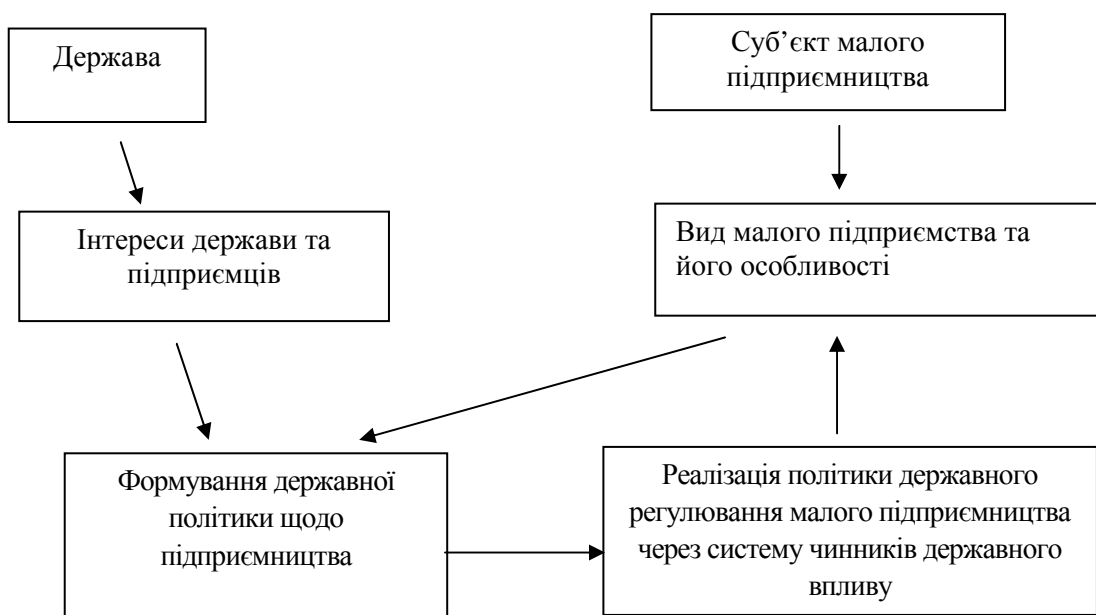 Держава
Суб’єкт малого
підприємництва
Інтереси держави та
підприємців
Вид малого підприємства та
його особливості
Формування державної
політики щодо
підприємництва
Реалізація політики державного
регулювання малого підприємництва
через систему чинників державного
впливу